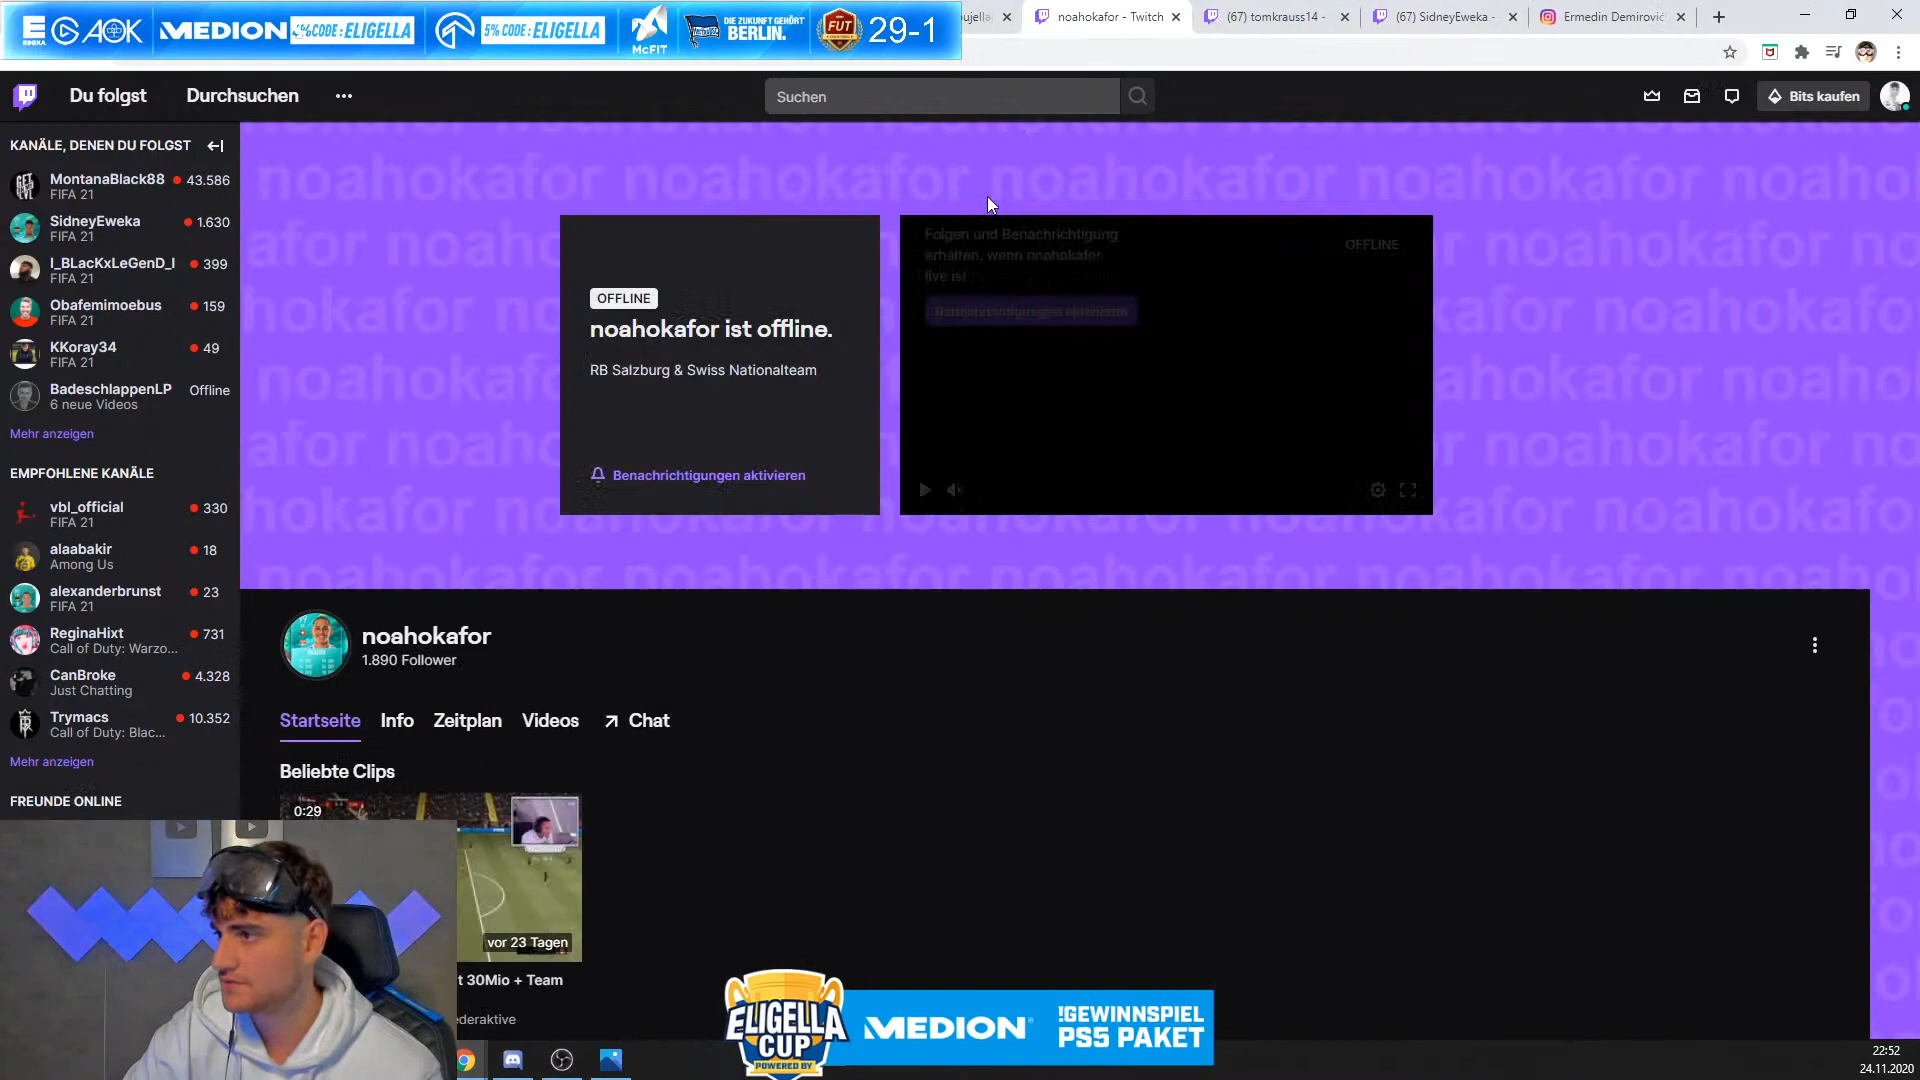 EGAOK
EINEKA
MEDION
CODE: ELIGELLA
5% CODE: ELIGELLA
McFIT
DIE ZUKUNFT GEHÖRT
BERLIN.
FUT
29-1
noahokafor - Twitch
(67) tomkrauss14 -
(67) SidneyEweka -
Ermedin Demirović
Du folgst
Durchsuchen
Suchen
Bits kaufen
KANÄLE, DENEN DU FOLGST
MontanaBlack88 43.586
FIFA 21
SidneyEweka 1.630
FIFA 21
I_BLacKxLeGenD_I 399
FIFA 21
Obafemimoebus 159
FIFA 21
KKoray34 49
FIFA 21
BadeschlappenLP Offline
6 neue Videos
Mehr anzeigen
EMPFOHLENE KANÄLE
vbl_official 330
FIFA 21
alaabakir 18
Among Us
alexanderbrunst 23
FIFA 21
ReginaHixt 731
Call of Duty: Warzo...
CanBroke 4.328
Just Chatting
Trymacs 10.352
Call of Duty: Blac...
Mehr anzeigen
FREUNDE ONLINE
OFFLINE
noahokafor ist offline.
RB Salzburg & Swiss Nationalteam
Benachrichtigungen aktivieren
Folgen und Benachrichtigung
erhalten, wenn noahokafor
live ist
OFFLINE
Benachrichtigungen aktivieren
noahokafor
1.890 Follower
Startseite
Info
Zeitplan
Videos
Chat
Beliebte Clips
0:29
vor 23 Tagen
t 30Mio + Team
ederaktive
ELIGELLA
CUP
POWERED BY
MEDION
!GEWINNSPIEL
PS5 PAKET
22:52
24.11.2020